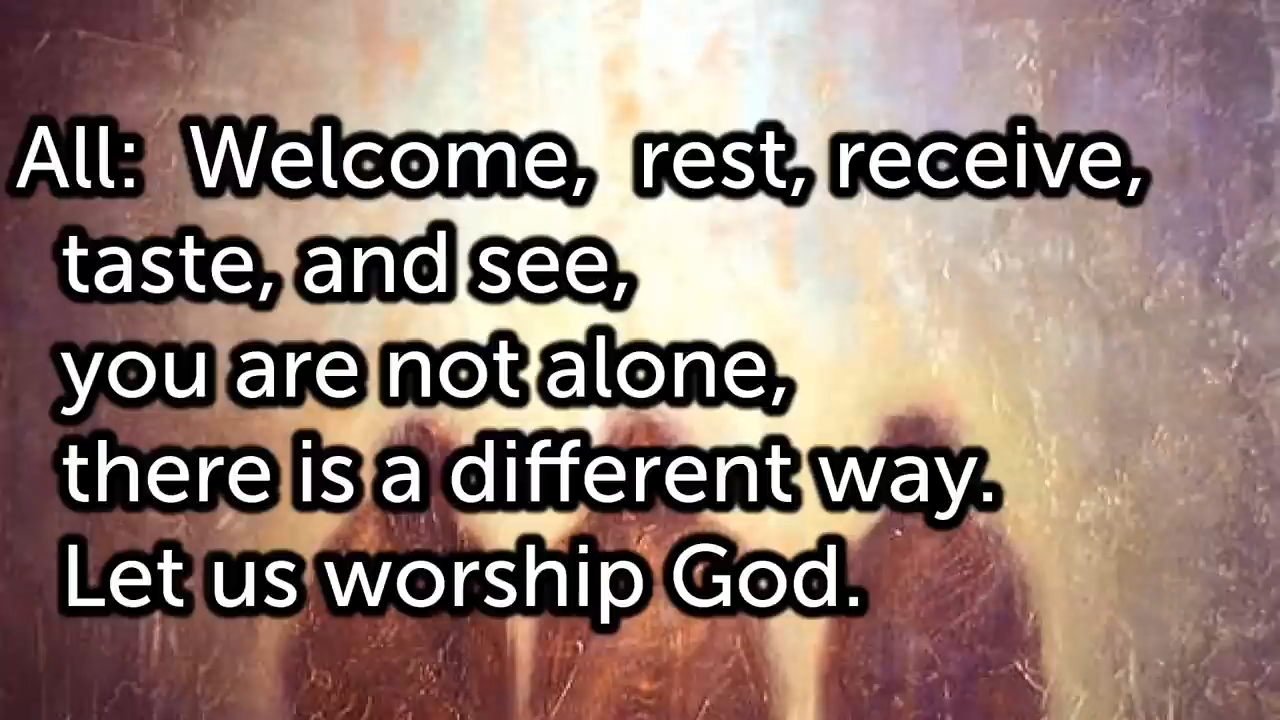 All: Welcome, rest, receive,
taste, and see,
you are not alone,
there is a different way.
Let us worship God.